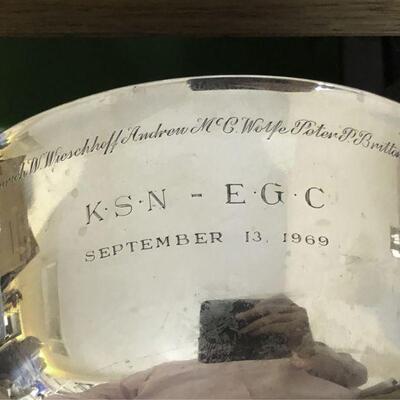 W. Wieschhoff Andrew McC. Wolfe Peter P. Britton
K·S·N - E·G·C
SEPTEMBER 13, 1969